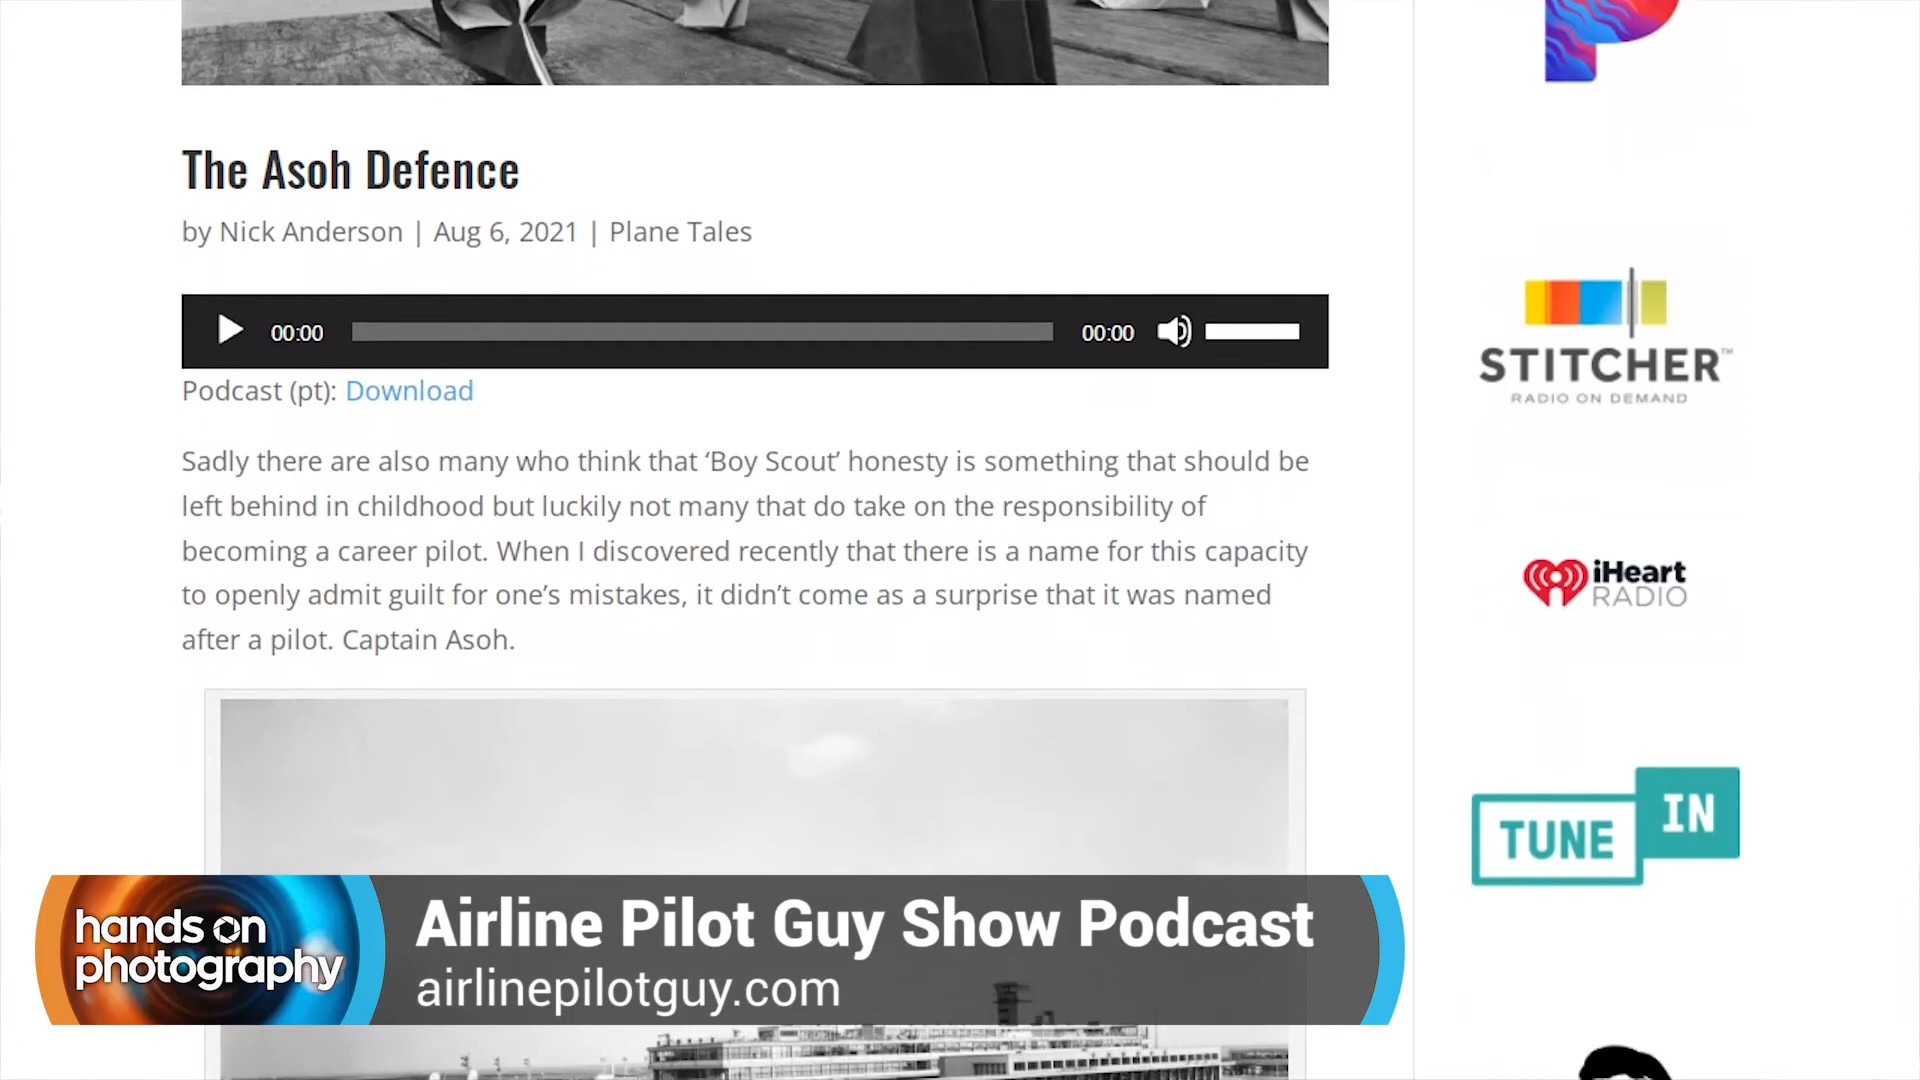 The Asoh Defence
by Nick Anderson | Aug 6, 2021 | Plane Tales
00:00
00:00
Podcast (pt): Download
Sadly there are also many who think that ‘Boy Scout’ honesty is something that should be
left behind in childhood but luckily not many that do take on the responsibility of
becoming a career pilot. When I discovered recently that there is a name for this capacity
to openly admit guilt for one’s mistakes, it didn’t come as a surprise that it was named
after a pilot. Captain Asoh.
STITCHER™
RADIO ON DEMAND
iHeart
RADIO
TUNE IN
hands on
photography
Airline Pilot Guy Show Podcast
airlinepilotguy.com